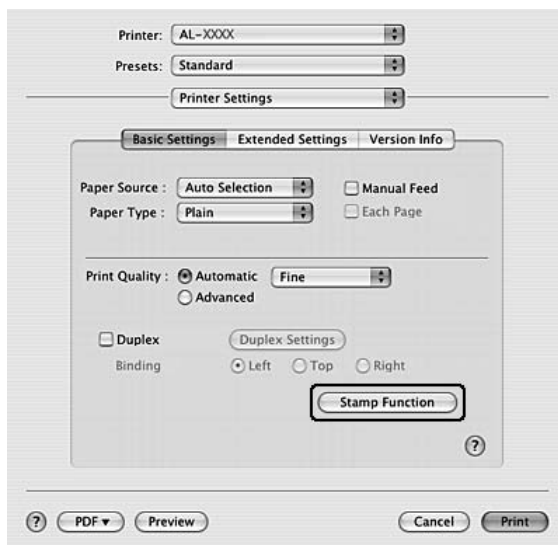 Printer: AL-XXXX
Presets: Standard
Printer Settings
Basic Settings Extended Settings Version Info
Paper Source : Auto Selection Manual Feed
Paper Type : Plain Each Page
Print Quality : Automatic Fine
Advanced
Duplex Duplex Settings
Binding Left Top Right
Stamp Function
?
? PDF ▼ Preview Cancel Print